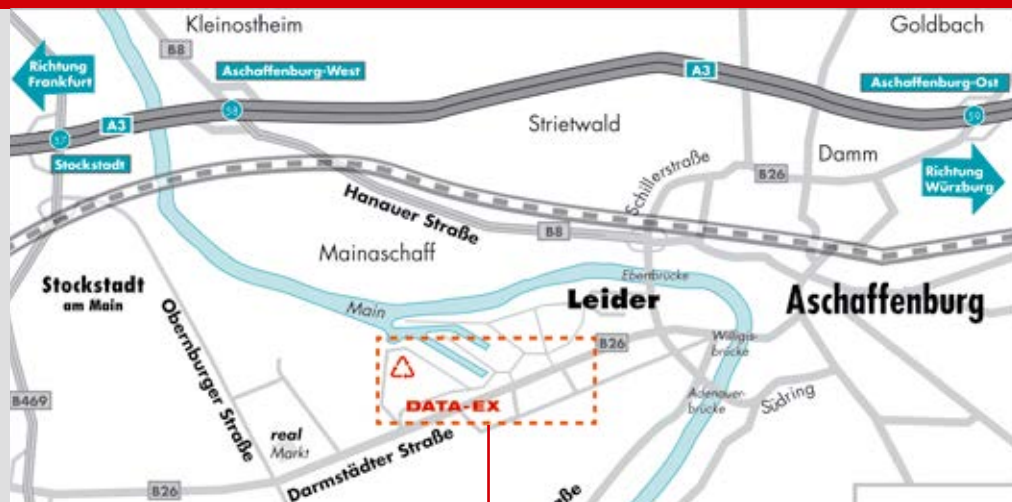 Kleinostheim
Goldbach
B8
Richtung
Frankfurt
Aschaffenburg-West
A3
Aschaffenburg-Ost
58
59
A3
57
Stockstadt
Strietwald
Damm
Schillerstraße
B26
Richtung
Würzburg
Hanauer Straße
B8
Mainaschaff
Stockstadt
am Main
Ebertbrücke
Leider
Aschaffenburg
Main
Obernburger Straße
B26
Willigis-
brücke
DATA-EX
Adenauer-
brücke
Südring
B469
real
Markt
Darmstädter Straße
B26